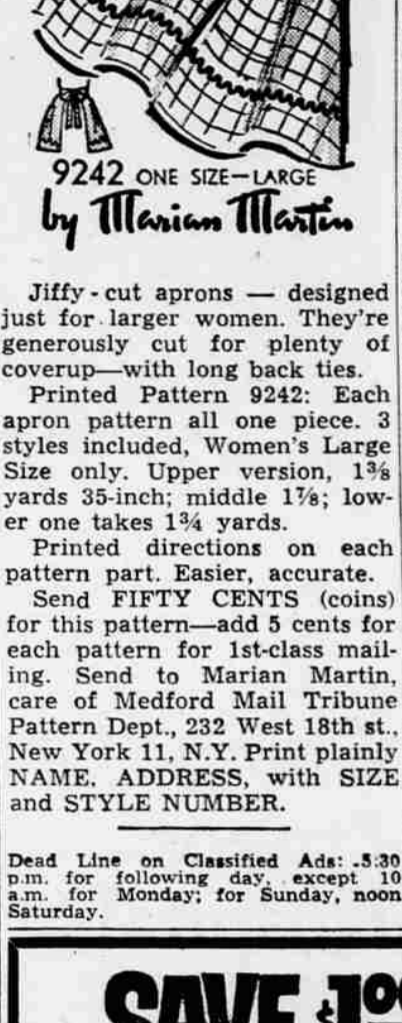 9242 ONE SIZE—LARGE
by Marian Martin
Jiffy-cut aprons — designed
just for larger women. They're
generously cut for plenty of
coverup—with long back ties.
Printed Pattern 9242: Each
apron pattern all one piece. 3
styles included, Women's Large
Size only. Upper version, 1⅜
yards 35-inch; middle 1⅞; low-
er one takes 1¾ yards.
Printed directions on each
pattern part. Easier, accurate.
Send FIFTY CENTS (coins)
for this pattern—add 5 cents for
each pattern for 1st-class mail-
ing. Send to Marian Martin,
care of Medford Mail Tribune
Pattern Dept., 232 West 18th st.,
New York 11, N.Y. Print plainly
NAME, ADDRESS, with SIZE
and STYLE NUMBER.
Dead Line on Classified Ads: 5:30
p.m. for following day, except 10
a.m. for Monday; for Sunday, noon
Saturday.
SAVE